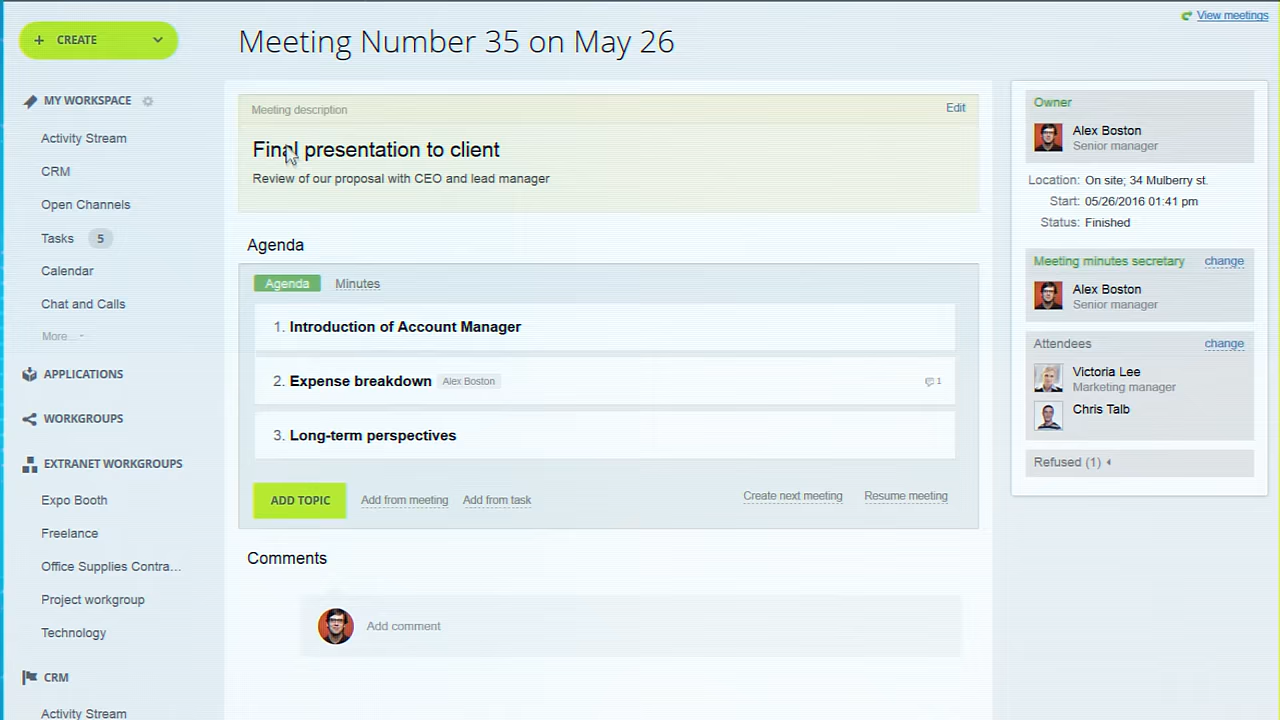 View meetings
+ CREATE
Meeting Number 35 on May 26
MY WORKSPACE
Activity Stream
CRM
Open Channels
Tasks 5
Calendar
Chat and Calls
More...
APPLICATIONS
WORKGROUPS
EXTRANET WORKGROUPS
Expo Booth
Freelance
Office Supplies Contra...
Project workgroup
Technology
CRM
Activity Stream
Meeting description
Edit
Final presentation to client
Review of our proposal with CEO and lead manager
Agenda
Agenda Minutes
1. Introduction of Account Manager
2. Expense breakdown Alex Boston 1
3. Long-term perspectives
ADD TOPIC Add from meeting Add from task Create next meeting Resume meeting
Comments
Add comment
Owner
Alex Boston
Senior manager
Location: On site; 34 Mulberry st.
Start: 05/26/2016 01:41 pm
Status: Finished
Meeting minutes secretary change
Alex Boston
Senior manager
Attendees change
Victoria Lee
Marketing manager
Chris Talb
Refused (1)